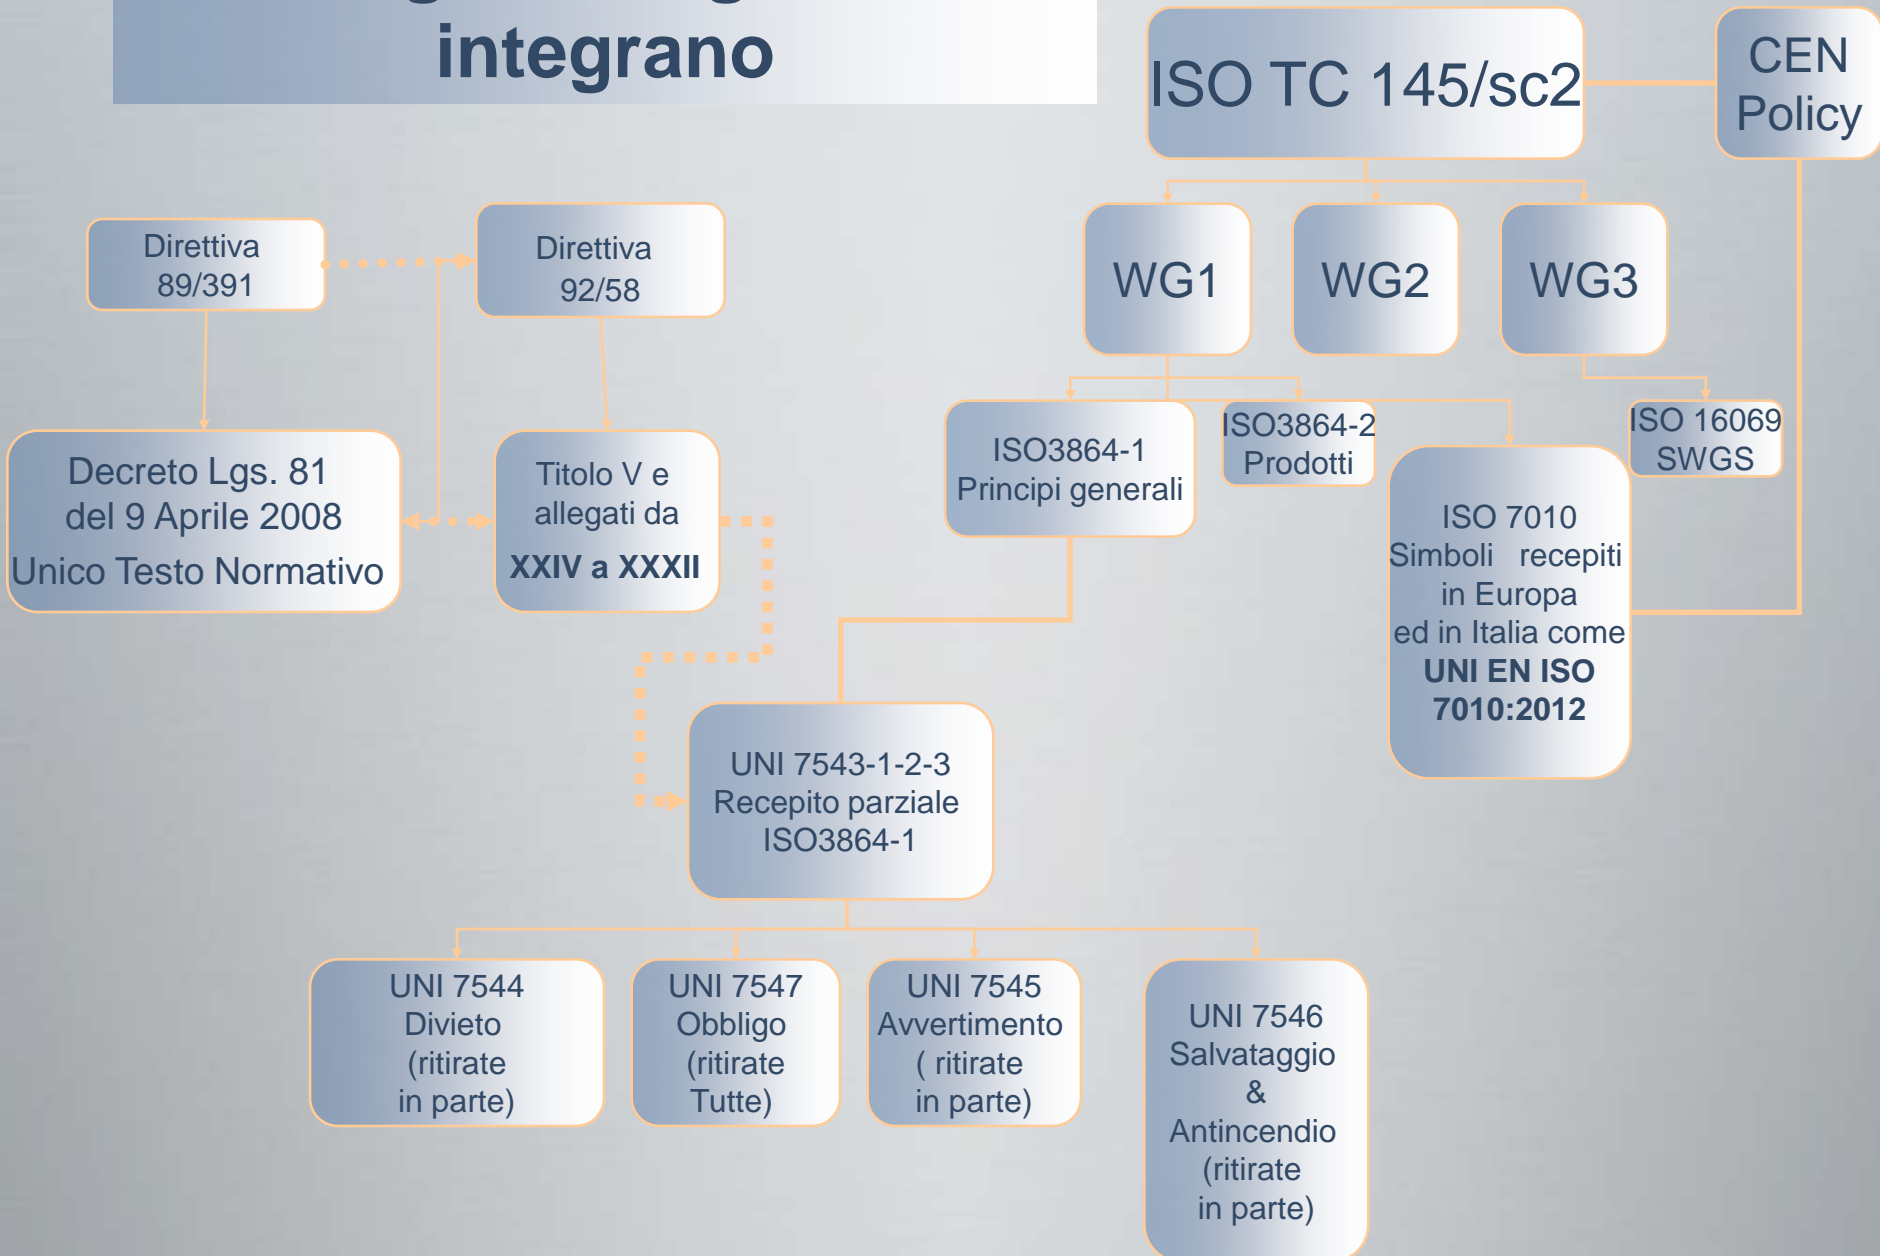 integrano
ISO TC 145/sc2
CEN
Policy
Direttiva
89/391
Direttiva
92/58
WG1
WG2
WG3
Decreto Lgs. 81
del 9 Aprile 2008
Unico Testo Normativo
Titolo V e
allegati da
XXIV a XXXII
ISO3864-1
Principi generali
ISO3864-2
Prodotti
ISO 16069
SWGS
ISO 7010
Simboli recepiti
in Europa
ed in Italia come
UNI EN ISO
7010:2012
UNI 7543-1-2-3
Recepito parziale
ISO3864-1
UNI 7544
Divieto
(ritirate
in parte)
UNI 7547
Obbligo
(ritirate
Tutte)
UNI 7545
Avvertimento
( ritirate
in parte)
UNI 7546
Salvataggio
&
Antincendio
(ritirate
in parte)